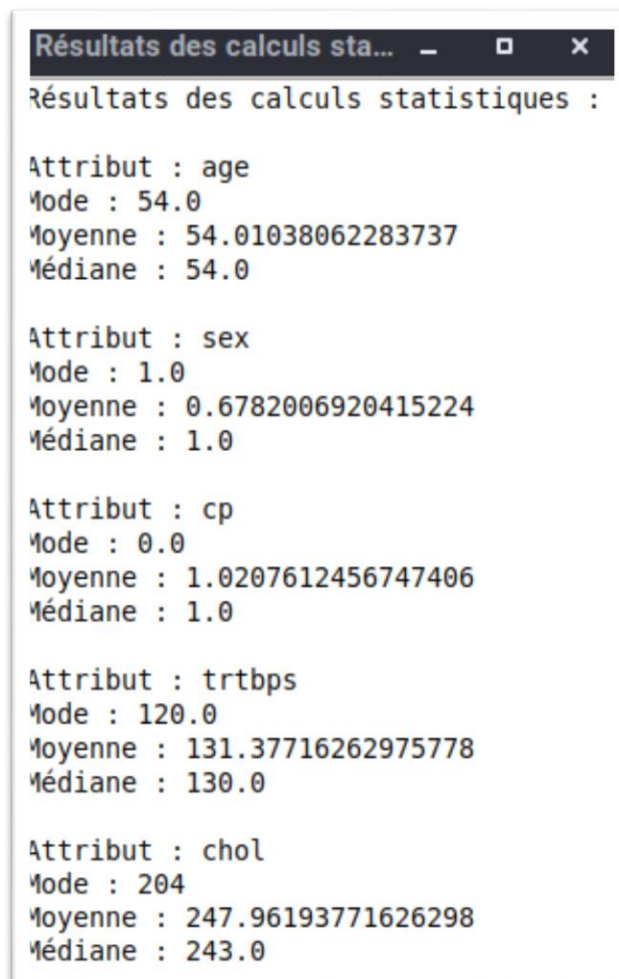 Résultats des calculs sta...
Résultats des calculs statistiques :
Attribut : age
Mode : 54.0
Moyenne : 54.01038062283737
Médiane : 54.0
Attribut : sex
Mode : 1.0
Moyenne : 0.6782006920415224
Médiane : 1.0
Attribut : cp
Mode : 0.0
Moyenne : 1.0207612456747406
Médiane : 1.0
Attribut : trtbps
Mode : 120.0
Moyenne : 131.37716262975778
Médiane : 130.0
Attribut : chol
Mode : 204
Moyenne : 247.96193771626298
Médiane : 243.0